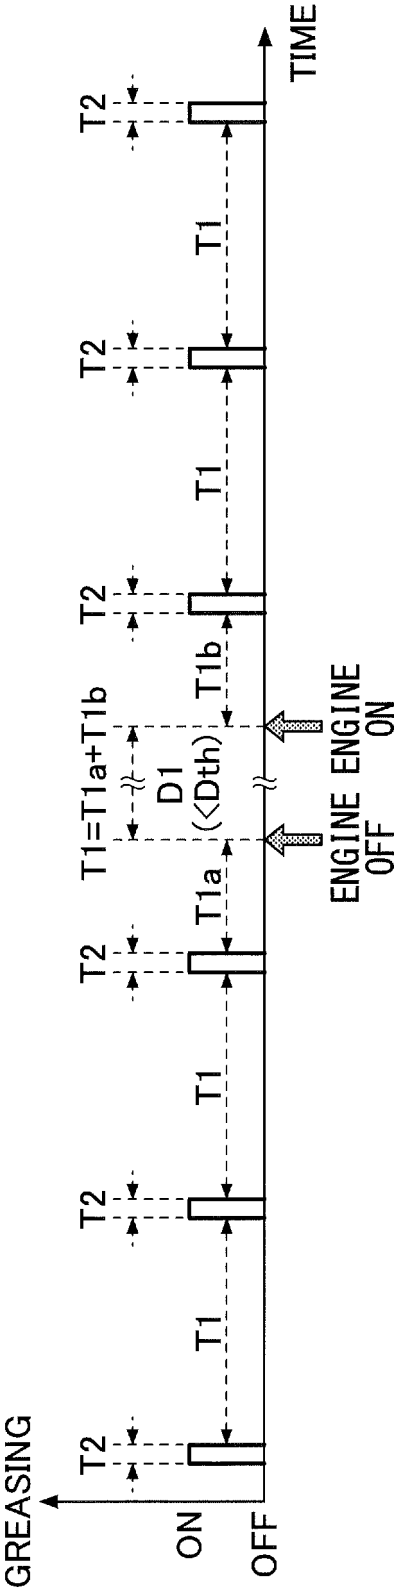 GREASING
ON
OFF
T2
T1
T2
T1
T2
T1a
T1=T1a+T1b
D1
(<Dth)
T1b
T2
T1
T2
T1
T2
ENGINE
OFF
ENGINE
ON
TIME